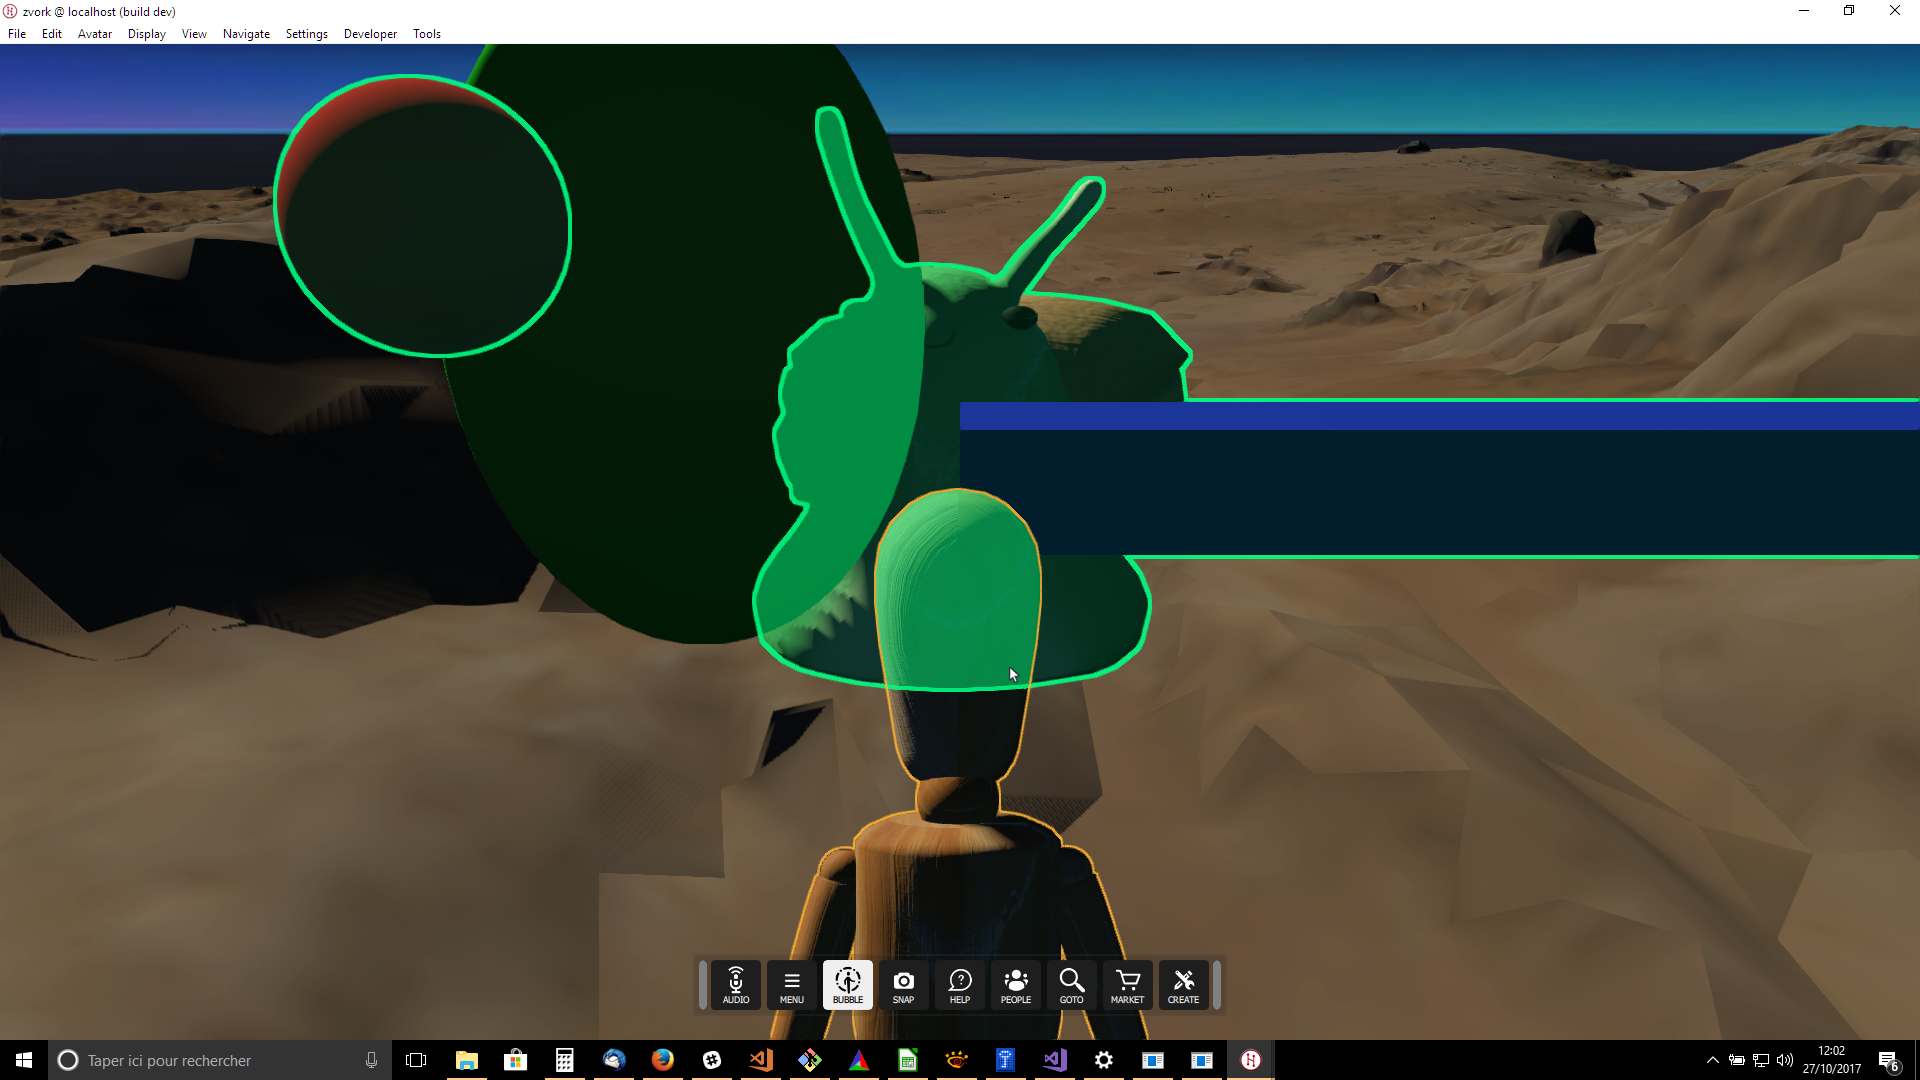 zvork @ localhost (build dev)
File Edit Avatar Display View Navigate Settings Developer Tools
AUDIO MENU BUBBLE SNAP HELP PEOPLE GOTO MARKET CREATE
Taper ici pour rechercher
12:02
27/10/2017
6